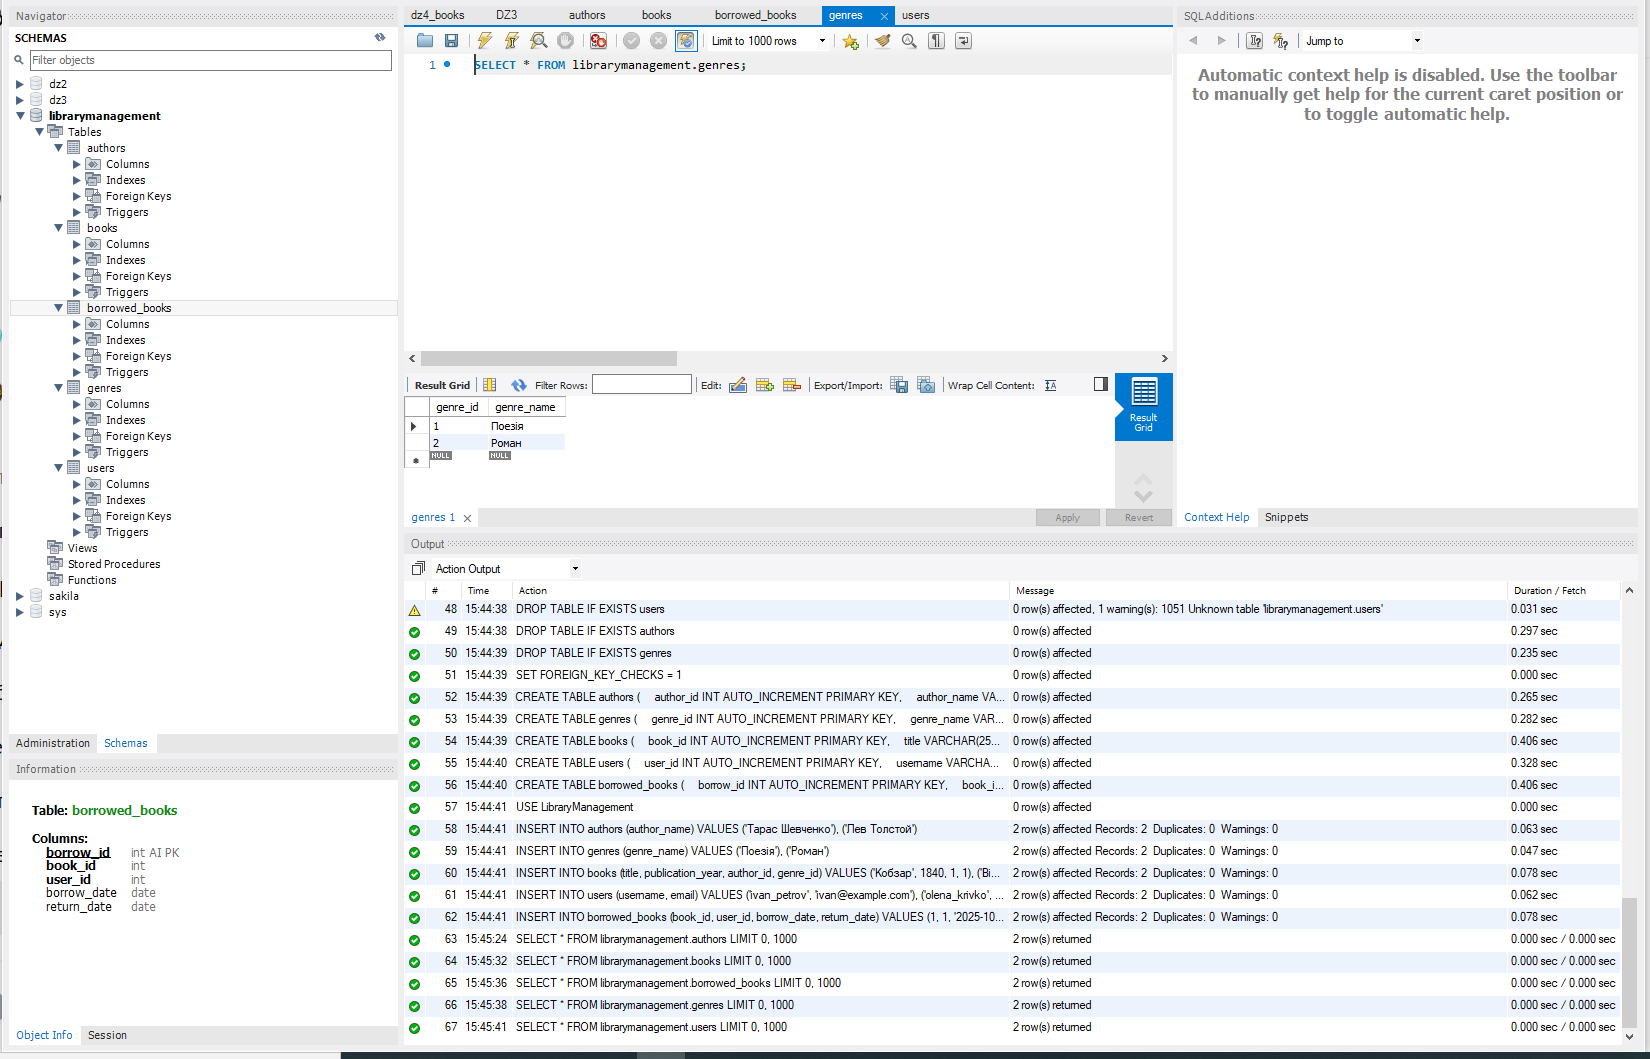 Navigator
SCHEMAS
Filter objects
dz2
dz3
librarymanagement
Tables
authors
Columns
Indexes
Foreign Keys
Triggers
books
Columns
Indexes
Foreign Keys
Triggers
borrowed_books
Columns
Indexes
Foreign Keys
Triggers
genres
Columns
Indexes
Foreign Keys
Triggers
users
Columns
Indexes
Foreign Keys
Triggers
Views
Stored Procedures
Functions
sakila
sys
Administration Schemas
Information
Table: borrowed_books
Columns:
borrow_id int AI PK
book_id int
user_id int
borrow_date date
return_date date
Object Info Session
dz4_books DZ3 authors books borrowed_books genres users
Limit to 1000 rows
1 SELECT * FROM librarymanagement.genres;
Result Grid Filter Rows: Edit: Export/Import: Wrap Cell Content:
genre_id genre_name
1 Поезія
2 Роман
NULL NULL
Result
Grid
genres 1 Apply Revert
SQLAdditions
Jump to
Automatic context help is disabled. Use the toolbar
to manually get help for the current caret position or
to toggle automatic help.
Context Help Snippets
Output
Action Output
# Time Action Message Duration / Fetch
48 15:44:38 DROP TABLE IF EXISTS users 0 row(s) affected, 1 warning(s): 1051 Unknown table 'librarymanagement.users' 0.031 sec
49 15:44:38 DROP TABLE IF EXISTS authors 0 row(s) affected 0.297 sec
50 15:44:39 DROP TABLE IF EXISTS genres 0 row(s) affected 0.235 sec
51 15:44:39 SET FOREIGN_KEY_CHECKS = 1 0 row(s) affected 0.000 sec
52 15:44:39 CREATE TABLE authors ( author_id INT AUTO_INCREMENT PRIMARY KEY, author_name VA... 0 row(s) affected 0.265 sec
53 15:44:39 CREATE TABLE genres ( genre_id INT AUTO_INCREMENT PRIMARY KEY, genre_name VAR... 0 row(s) affected 0.282 sec
54 15:44:39 CREATE TABLE books ( book_id INT AUTO_INCREMENT PRIMARY KEY, title VARCHAR(25... 0 row(s) affected 0.406 sec
55 15:44:40 CREATE TABLE users ( user_id INT AUTO_INCREMENT PRIMARY KEY, username VARCHA... 0 row(s) affected 0.328 sec
56 15:44:40 CREATE TABLE borrowed_books ( borrow_id INT AUTO_INCREMENT PRIMARY KEY, book_i... 0 row(s) affected 0.406 sec
57 15:44:41 USE LibraryManagement 0 row(s) affected 0.000 sec
58 15:44:41 INSERT INTO authors (author_name) VALUES ('Тарас Шевченко'), ('Лев Толстой') 2 row(s) affected Records: 2 Duplicates: 0 Warnings: 0 0.063 sec
59 15:44:41 INSERT INTO genres (genre_name) VALUES ('Поезія'), ('Роман') 2 row(s) affected Records: 2 Duplicates: 0 Warnings: 0 0.047 sec
60 15:44:41 INSERT INTO books (title, publication_year, author_id, genre_id) VALUES ('Кобзар', 1840, 1, 1), ('Ві... 2 row(s) affected Records: 2 Duplicates: 0 Warnings: 0 0.078 sec
61 15:44:41 INSERT INTO users (username, email) VALUES ('ivan_petrov', 'ivan@example.com'), ('olena_krivko', ... 2 row(s) affected Records: 2 Duplicates: 0 Warnings: 0 0.062 sec
62 15:44:41 INSERT INTO borrowed_books (book_id, user_id, borrow_date, return_date) VALUES (1, 1, '2025-10... 2 row(s) affected Records: 2 Duplicates: 0 Warnings: 0 0.078 sec
63 15:45:24 SELECT * FROM librarymanagement.authors LIMIT 0, 1000 2 row(s) returned 0.000 sec / 0.000 sec
64 15:45:32 SELECT * FROM librarymanagement.books LIMIT 0, 1000 2 row(s) returned 0.000 sec / 0.000 sec
65 15:45:36 SELECT * FROM librarymanagement.borrowed_books LIMIT 0, 1000 2 row(s) returned 0.000 sec / 0.000 sec
66 15:45:38 SELECT * FROM librarymanagement.genres LIMIT 0, 1000 2 row(s) returned 0.000 sec / 0.000 sec
67 15:45:41 SELECT * FROM librarymanagement.users LIMIT 0, 1000 2 row(s) returned 0.000 sec / 0.000 sec